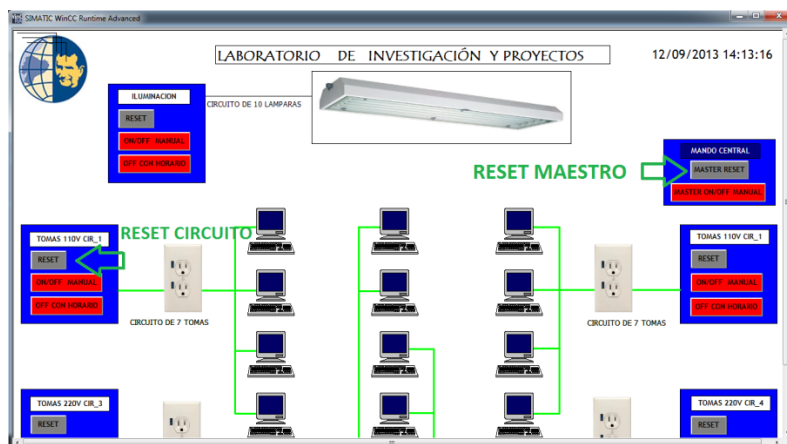 SIMATIC WinCC Runtime Advanced
LABORATORIO DE INVESTIGACIÓN Y PROYECTOS
12/09/2013 14:13:16
ILUMINACION
RESET
ON/OFF MANUAL
OFF CON HORARIO
CIRCUITO DE 10 LAMPARAS
MANDO CENTRAL
MASTER RESET
MASTER ON/OFF MANUAL
RESET MAESTRO
RESET CIRCUITO
TOMAS 110V CIR_1
RESET
ON/OFF MANUAL
OFF CON HORARIO
CIRCUITO DE 7 TOMAS
TOMAS 110V CIR_1
RESET
ON/OFF MANUAL
OFF CON HORARIO
CIRCUITO DE 7 TOMAS
TOMAS 220V CIR_3
RESET
TOMAS 220V CIR_4
RESET